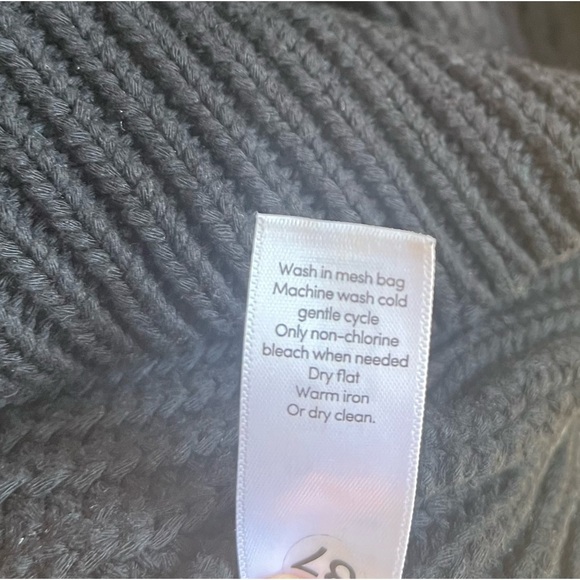 Wash in mesh bag
Machine wash cold
gentle cycle
Only non-chlorine
bleach when needed
Dry flat
Warm iron
Or dry clean.